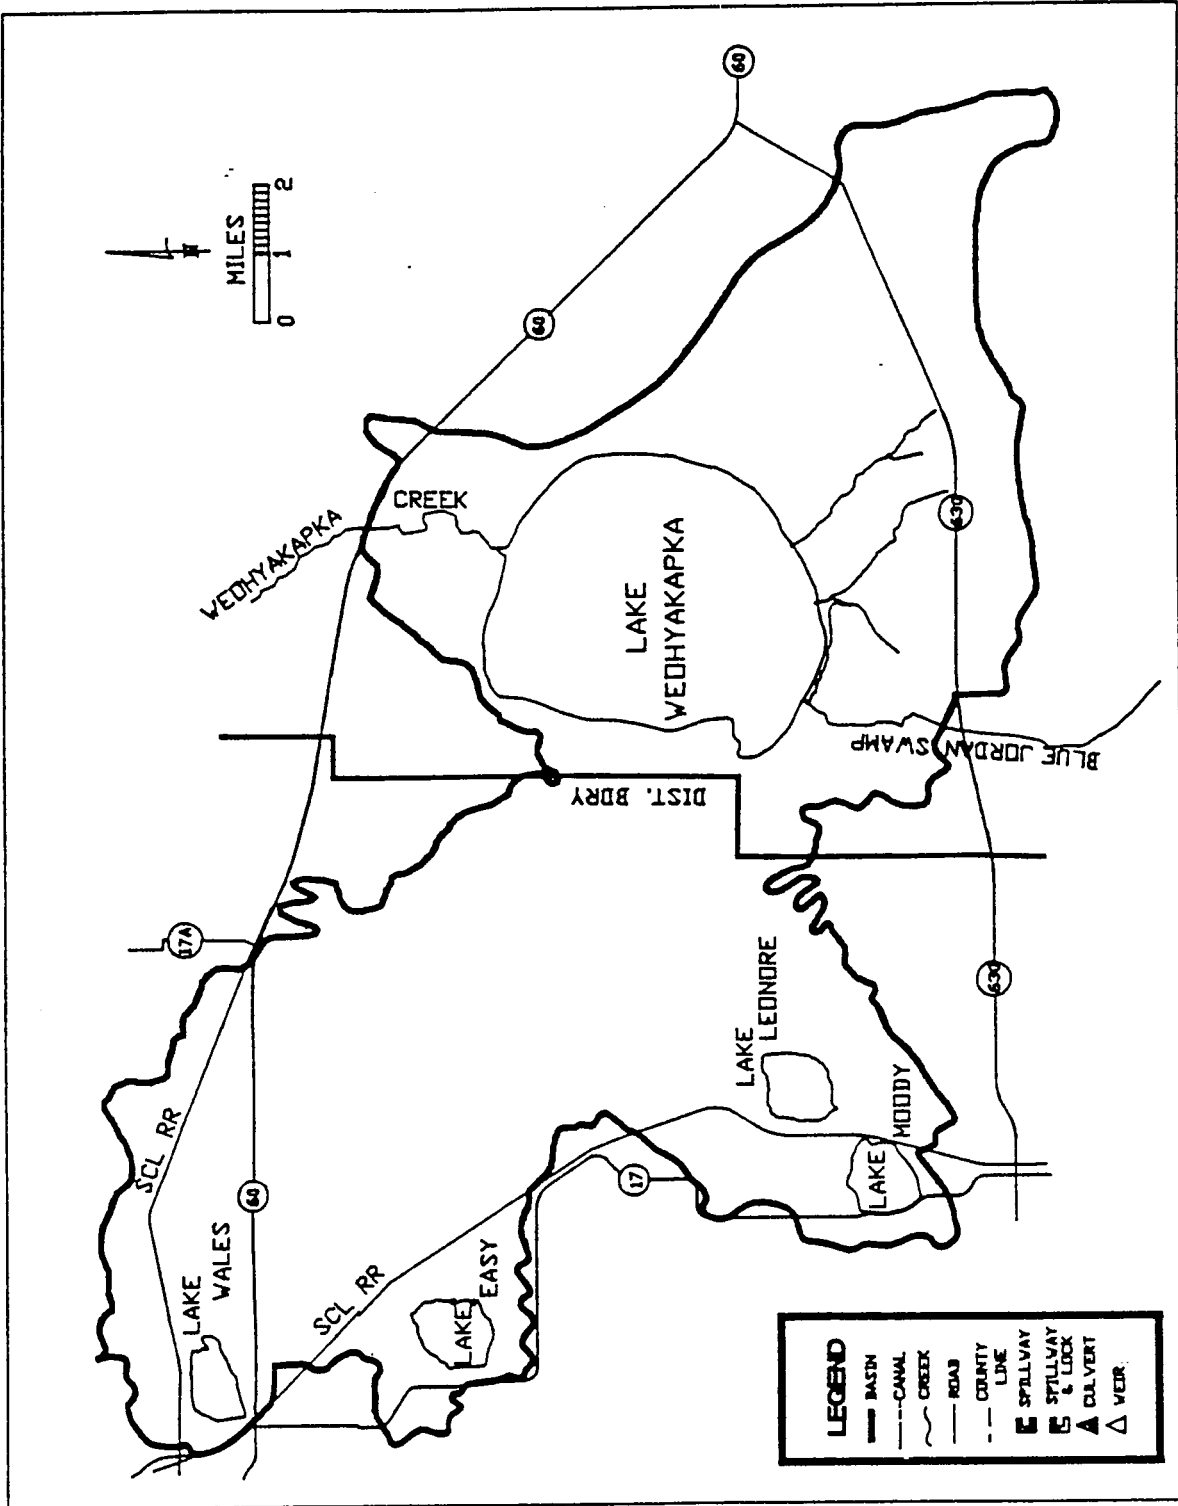 MILES
0 1 2
60
60
WEOHYAKAPKA
CREEK
LAKE
WEOHYAKAPKA
630
BLUE JORDAN SWAMP
DIST. BDRY
17A
SCL RR
60
LAKE
WALES
SCL RR
LAKE
EASY
17
LAKE
LEONORE
LAKE
MOODY
630
LEGEND
BASIN
CANAL
CREEK
ROAD
COUNTY
LINE
SPILLWAY
SPILLWAY
& LOCK
CULVERT
WEIR